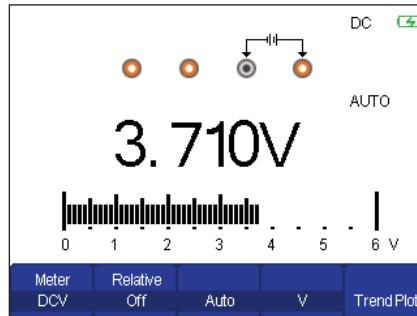 DC
AUTO
3.710V
0 1 2 3 4 5 6 V
Meter Relative
DCV Off Auto V Trend Plot